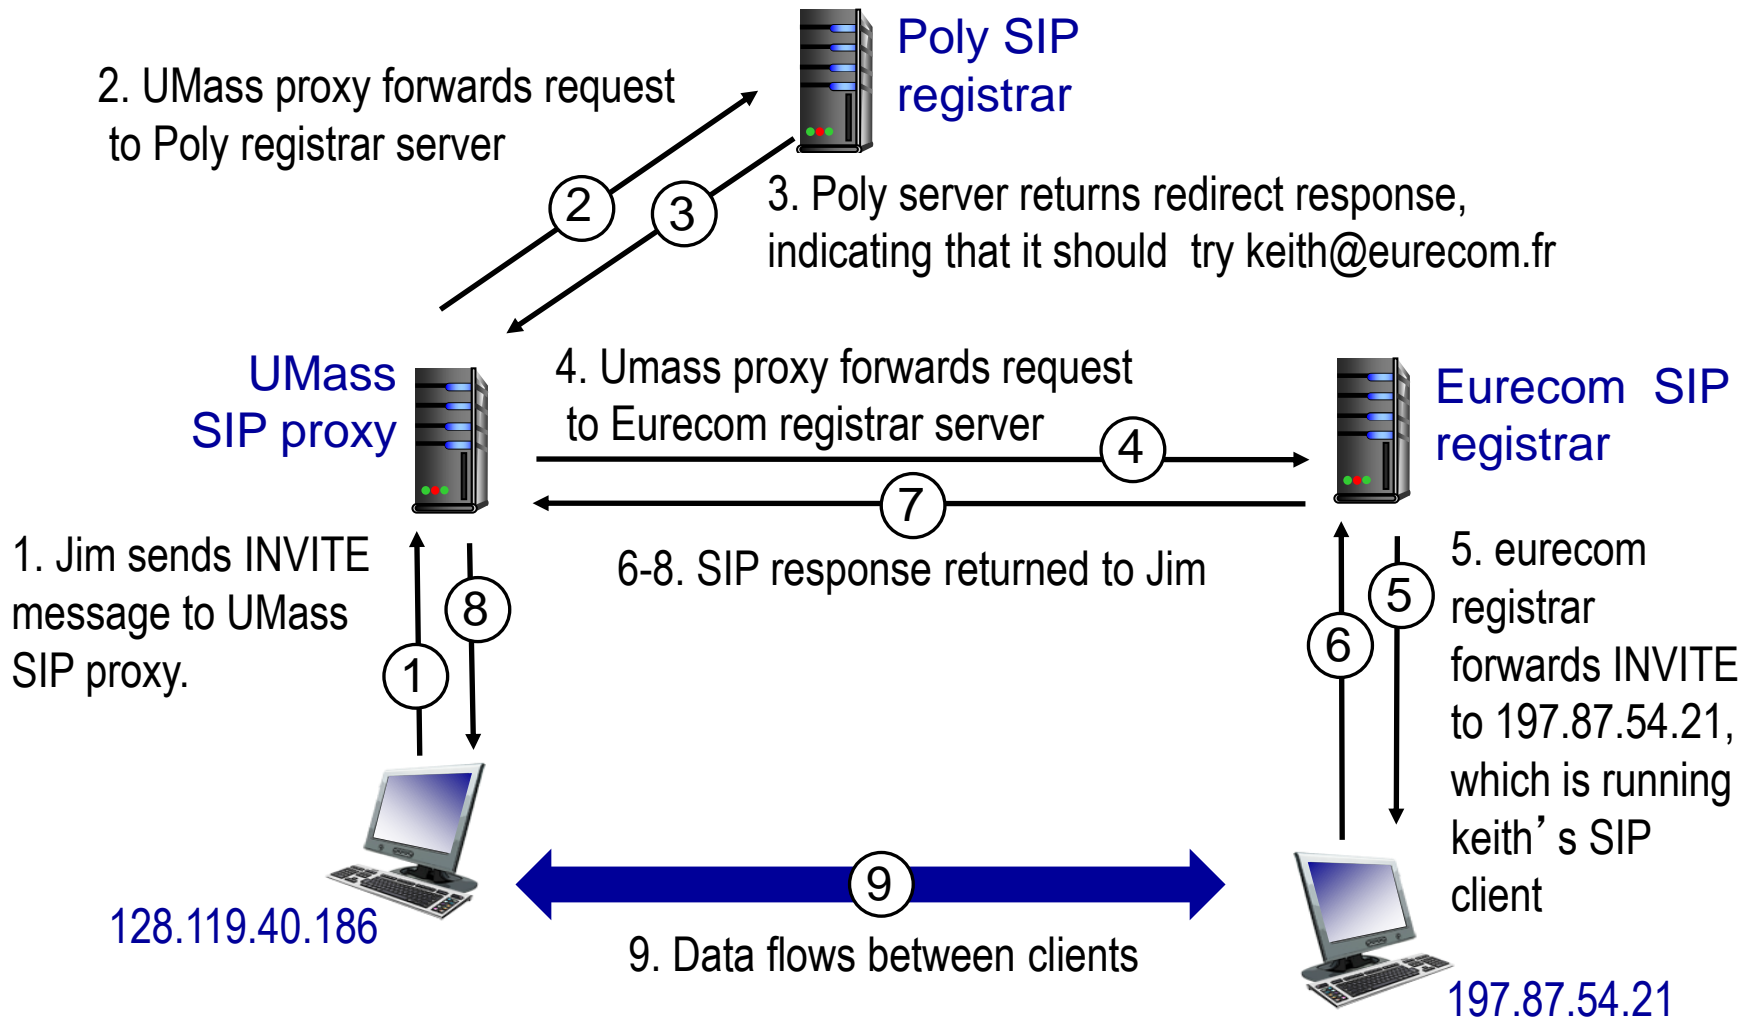 Poly SIP
registrar
2. UMass proxy forwards request
to Poly registrar server
2
3
3. Poly server returns redirect response,
indicating that it should try keith@eurecom.fr
UMass
SIP proxy
4. Umass proxy forwards request
to Eurecom registrar server
4
Eurecom SIP
registrar
7
1. Jim sends INVITE
message to UMass
SIP proxy.
8
1
6-8. SIP response returned to Jim
5
6
5. eurecom
registrar
forwards INVITE
to 197.87.54.21,
which is running
keith’s SIP
client
9
128.119.40.186
9. Data flows between clients
197.87.54.21